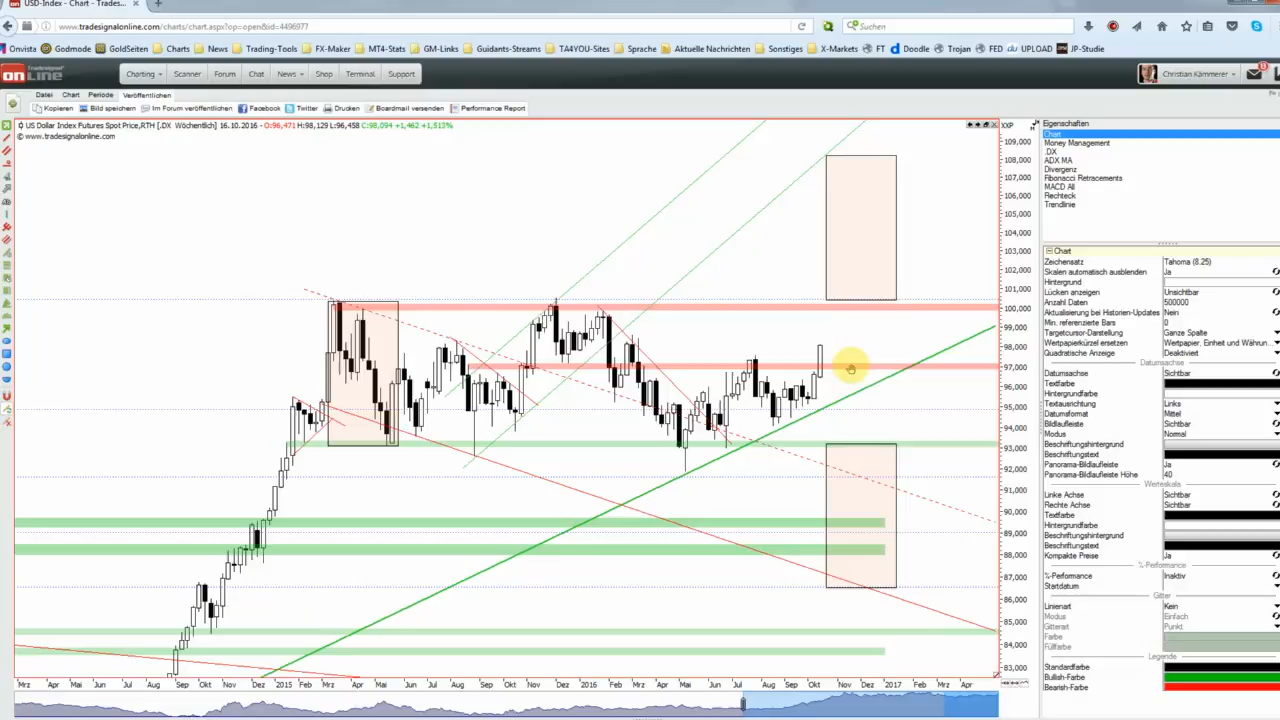 USD-Index - Chart - Trades...
www.tradesignalonline.com/charts/chart.aspx?op=open&id=4496977
Suchen
Onvista Godmode GoldSeiten Charts News Trading-Tools FX-Maker MT4-Stats GM-Links Guidants-Streams TA4YOU-Sites Sprache Aktuelle Nachrichten Sonstiges X-Markets FT Doodle Trojan FED UPLOAD JP-Studie
onLine Charting Scanner Forum Chat News Shop Terminal Support Christian Kämmerer
Datei Chart Periode Veröffentlichen
Kopieren Bild speichern Im Forum veröffentlichen Facebook Twitter Drucken Boardmail versenden Performance Report
US Dollar Index Futures Spot Price,RTH [.DX Wöchentlich] 16.10.2016 - O:96,471 H:98,129 L:96,458 C:98,094 +1,462 +1,513%
© www.tradesignalonline.com
XXP
109,000
108,000
107,000
106,000
105,000
104,000
103,000
102,000
101,000
100,000
99,000
98,000
97,000
96,000
95,000
94,000
93,000
92,000
91,000
90,000
89,000
88,000
87,000
86,000
85,000
84,000
83,000
Mrz Apr Mai Jun Jul Aug Sep Okt Nov Dez 2015 Feb Mrz Apr Jun Jul Aug Sep Okt Nov Dez 2016 Feb Mrz Apr Mai Jun Aug Sep Okt Nov Dez 2017 Feb Mrz Apr
Eigenschaften
Chart
Money Management
.DX
ADX MA
Divergenz
Fibonacci Retracements
MACD All
Rechteck
Trendlinie
Chart
Zeichensatz Tahoma (8.25)
Skalen automatisch ausblenden Ja
Hintergrund
Lücken anzeigen Unsichtbar
Anzahl Daten 500000
Aktualisierung bei Historien-Updates Nein
Min. referenzierte Bars 0
Targetcursor-Darstellung Ganze Spalte
Wertpapierkürzel ersetzen Wertpapier, Einheit und Währun...
Quadratische Anzeige Deaktiviert
Datumsachse
Datumsachse Sichtbar
Textfarbe
Hintergrundfarbe
Textausrichtung Links
Datumsformat Mittel
Bildlaufleiste Sichtbar
Modus Normal
Beschriftungshintergrund
Beschriftungstext
Panorama-Bildlaufleiste Ja
Panorama-Bildlaufleiste Höhe 40
Werteskala
Linke Achse Sichtbar
Rechte Achse Sichtbar
Textfarbe
Hintergrundfarbe
Beschriftungshintergrund
Beschriftungstext
Kompakte Preise Ja
%-Performance
%-Performance Inaktiv
Startdatum
Gitter
Linienart Kein
Modus Einfach
Gitterart Punkt
Farbe
Füllfarbe
Legende
Standardfarbe
Bullish-Farbe
Bearish-Farbe